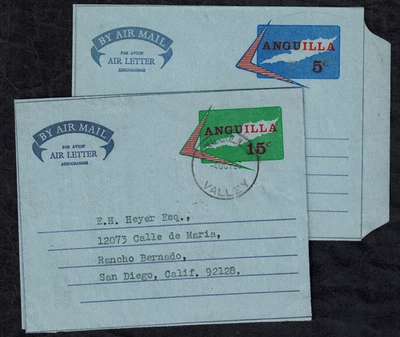 BY AIR MAIL
PAR AVION
AIR LETTER
AEROGRAMME
ANGUILLA
5c
BY AIR MAIL
PAR AVION
AIR LETTER
AEROGRAMME
ANGUILLA
15c
VALLEY
E.H. Heyer Esq.,
12073 Calle de Maria,
Rancho Bernado,
San Diego, Calif. 92128.